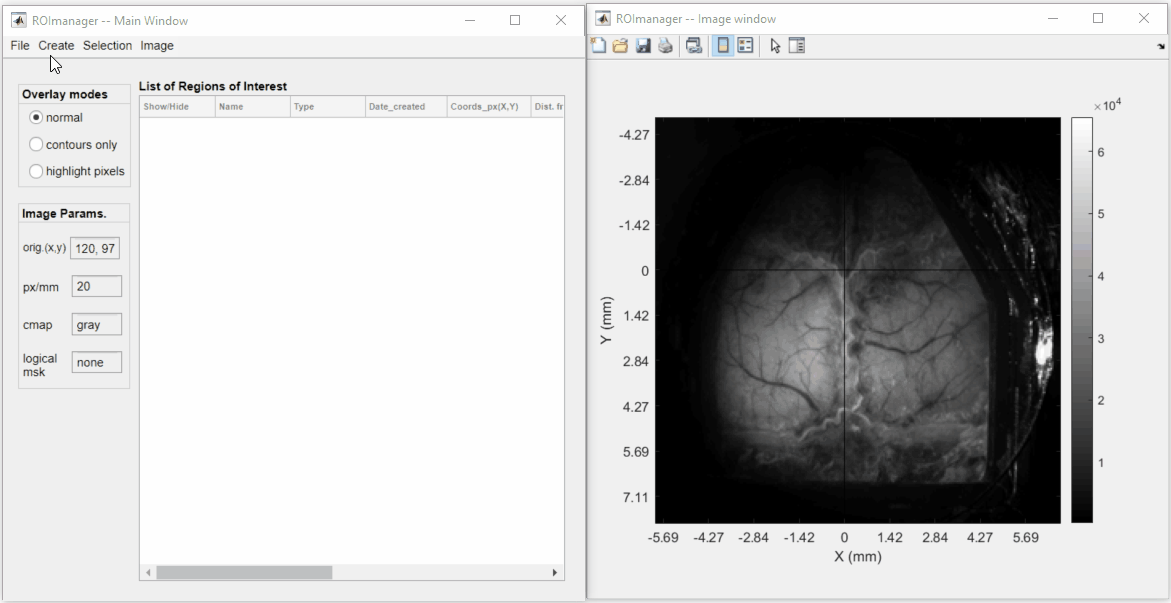 ROImanager -- Main Window
File Create Selection Image
Overlay modes
normal
contours only
highlight pixels
Image Params.
orig.(x,y) 120, 97
px/mm 20
cmap gray
logical
msk none
List of Regions of Interest
Show/Hide Name Type Date_created Coords_px(X,Y) Dist. fr
ROImanager -- Image window
×10^4
-4.27
-2.84
-1.42
0
1.42
2.84
4.27
5.69
7.11
Y (mm)
-5.69 -4.27 -2.84 -1.42 0 1.42 2.84 4.27 5.69
X (mm)
6
5
4
3
2
1